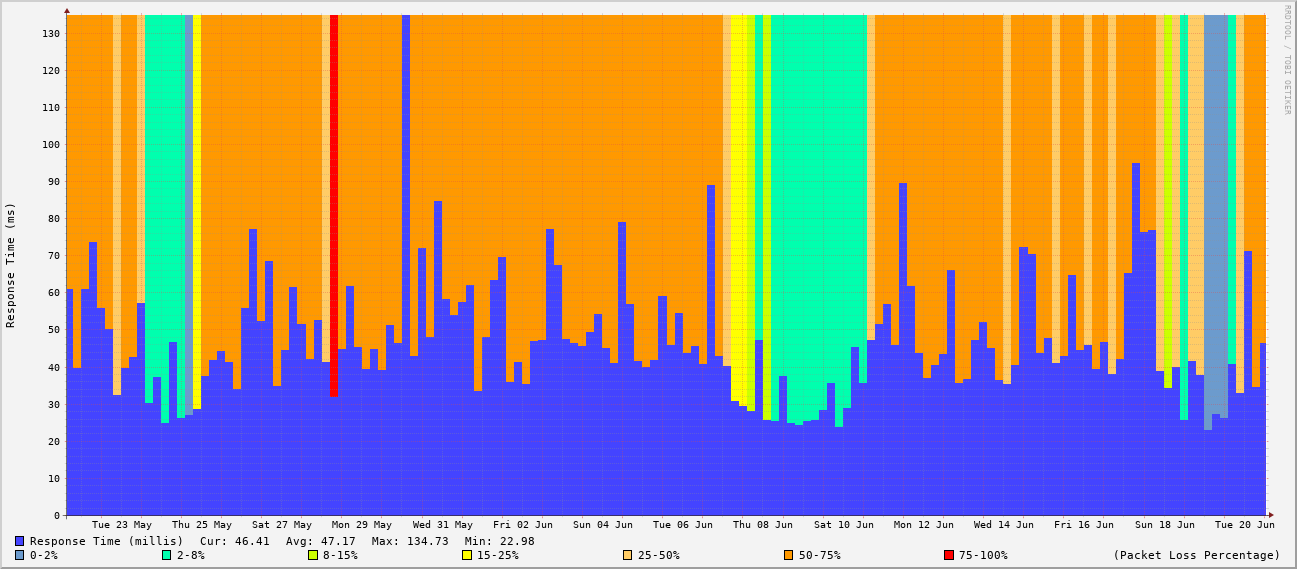 RRDTOOL / TOBI OETIKER
Response Time (ms)
130
120
110
100
90
80
70
60
50
40
30
20
10
0
Tue 23 May Thu 25 May Sat 27 May Mon 29 May Wed 31 May Fri 02 Jun Sun 04 Jun Tue 06 Jun Thu 08 Jun Sat 10 Jun Mon 12 Jun Wed 14 Jun Fri 16 Jun Sun 18 Jun Tue 20 Jun
Response Time (millis) Cur: 46.41 Avg: 47.17 Max: 134.73 Min: 22.98
0-2% 2-8% 8-15% 15-25% 25-50% 50-75% 75-100% (Packet Loss Percentage)